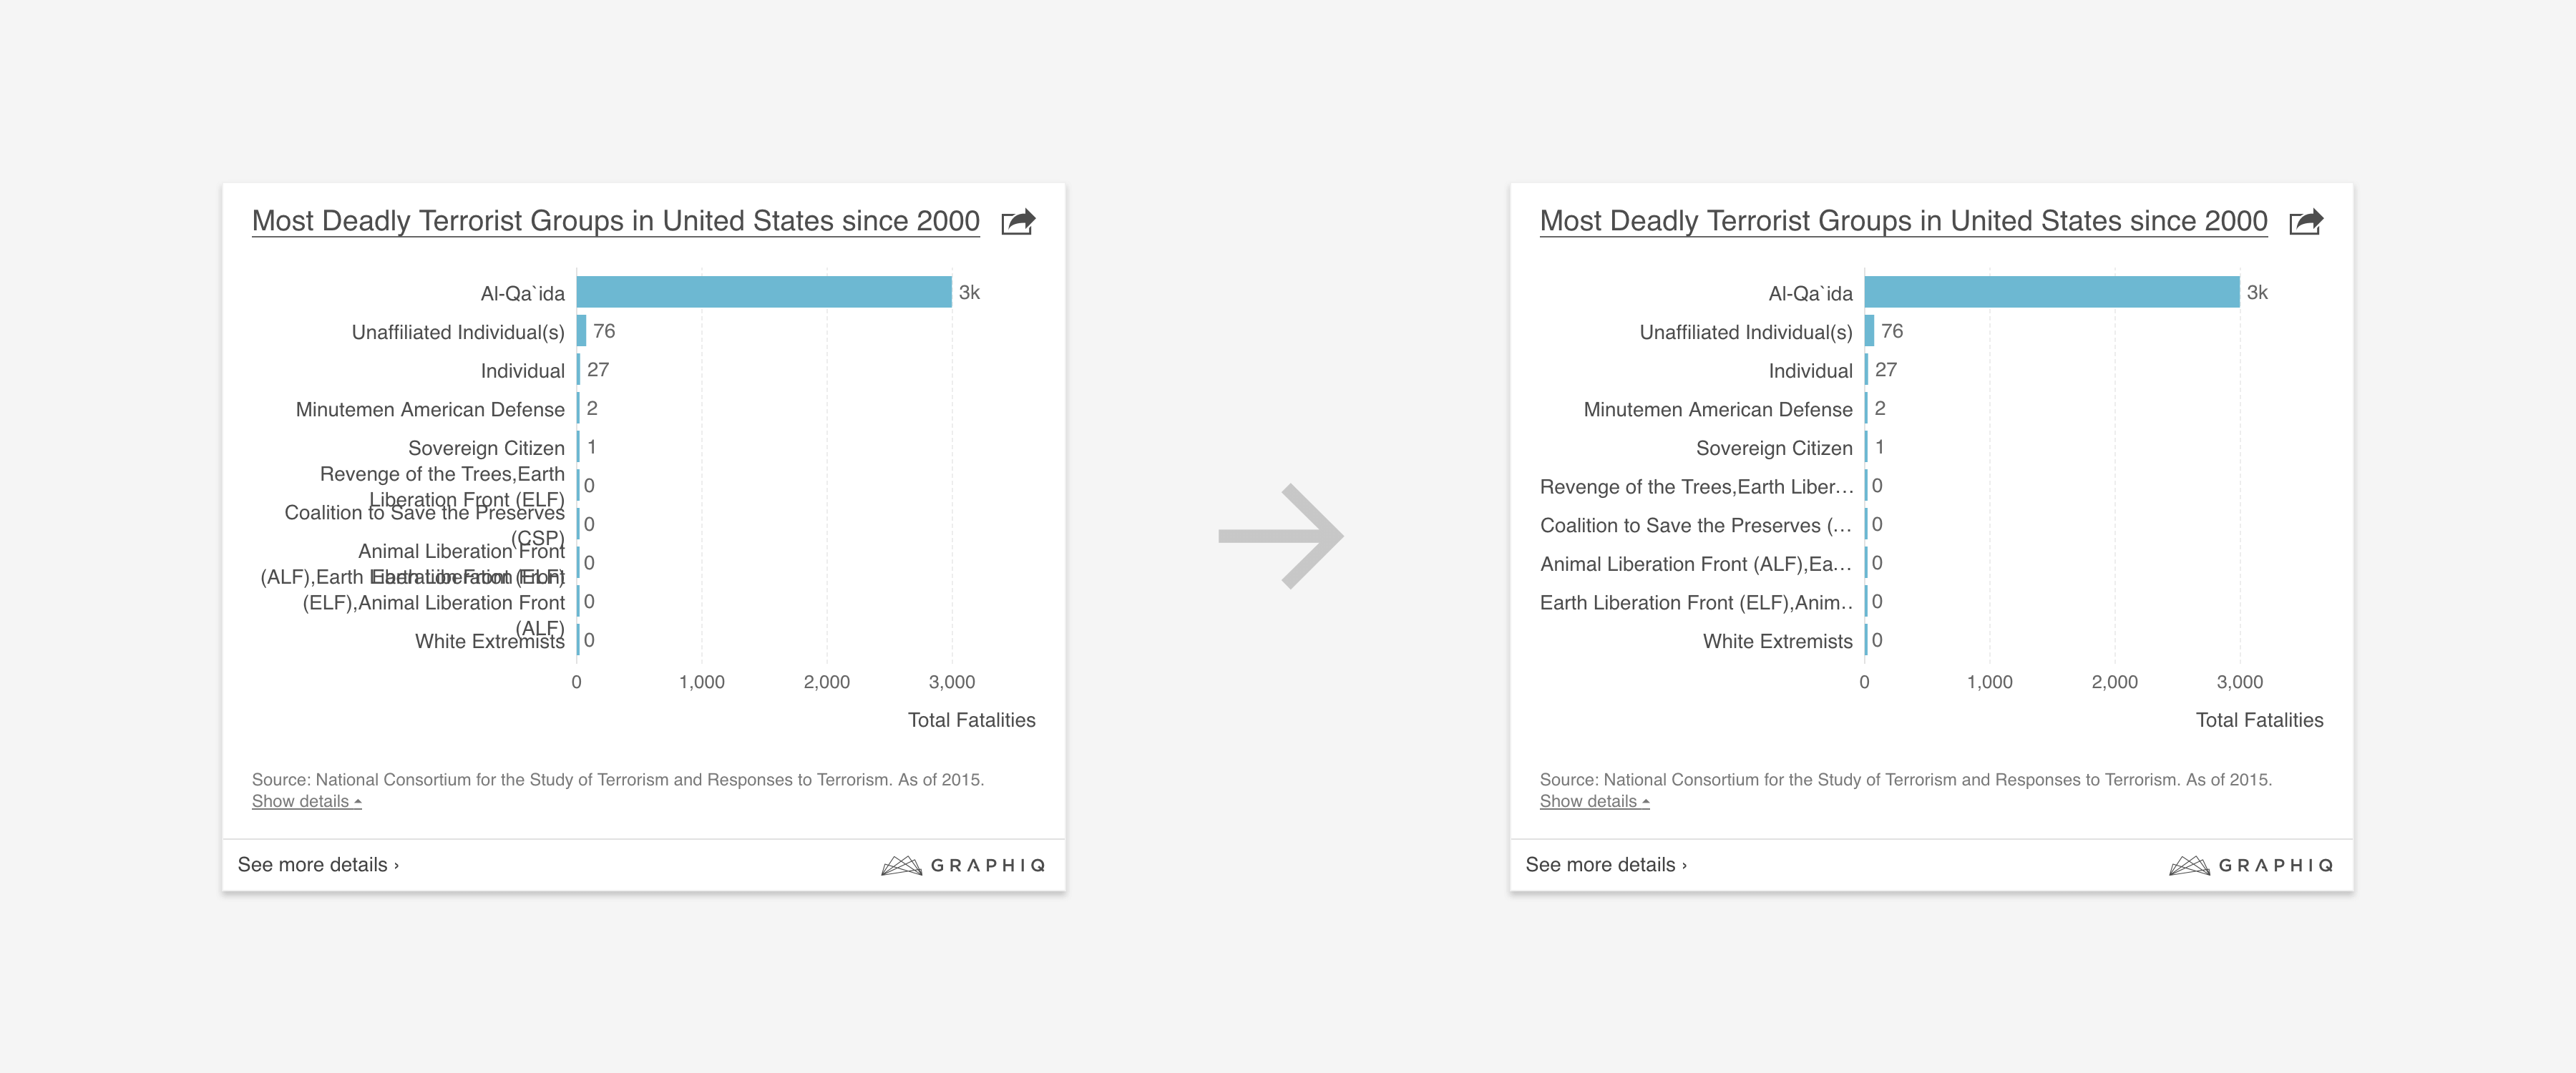 Most Deadly Terrorist Groups in United States since 2000
Al-Qa`ida
3k
Unaffiliated Individual(s)
76
Individual
27
Minutemen American Defense
2
Sovereign Citizen
1
Revenge of the Trees,Earth
Liberation Front (ELF)
0
Coalition to Save the Preserves
(CSP)
0
Animal Liberation Front
(ALF),Earth Liberation Front (ELF)
0
Earth Liberation Front
(ELF),Animal Liberation Front
(ALF)
0
White Extremists
0
0
1,000
2,000
3,000
Total Fatalities
Source: National Consortium for the Study of Terrorism and Responses to Terrorism. As of 2015.
Show details
See more details ›
GRAPHIQ
Most Deadly Terrorist Groups in United States since 2000
Al-Qa`ida
3k
Unaffiliated Individual(s)
76
Individual
27
Minutemen American Defense
2
Sovereign Citizen
1
Revenge of the Trees,Earth Liber...
0
Coalition to Save the Preserves (...
0
Animal Liberation Front (ALF),Ea...
0
Earth Liberation Front (ELF),Anim..
0
White Extremists
0
0
1,000
2,000
3,000
Total Fatalities
Source: National Consortium for the Study of Terrorism and Responses to Terrorism. As of 2015.
Show details
See more details ›
GRAPHIQ